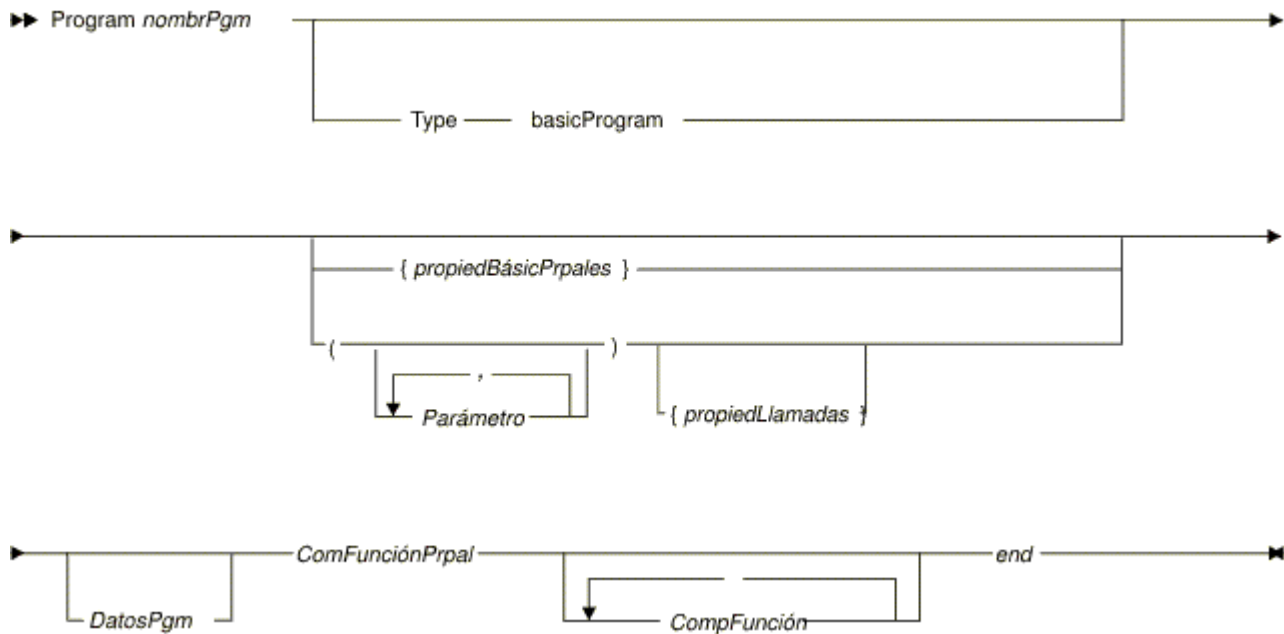 Program nombrPgm
Type basicProgram
{ propiedBásicPrpales }
( )
,
Parámetro
{ propiedLlamadas }
ComFunciónPrpal end
DatosPgm
CompFunción